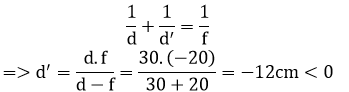 1/d + 1/d′ = 1/f
=> d′ = d.f/(d − f) = 30.(−20)/(30 + 20) = −12cm < 0